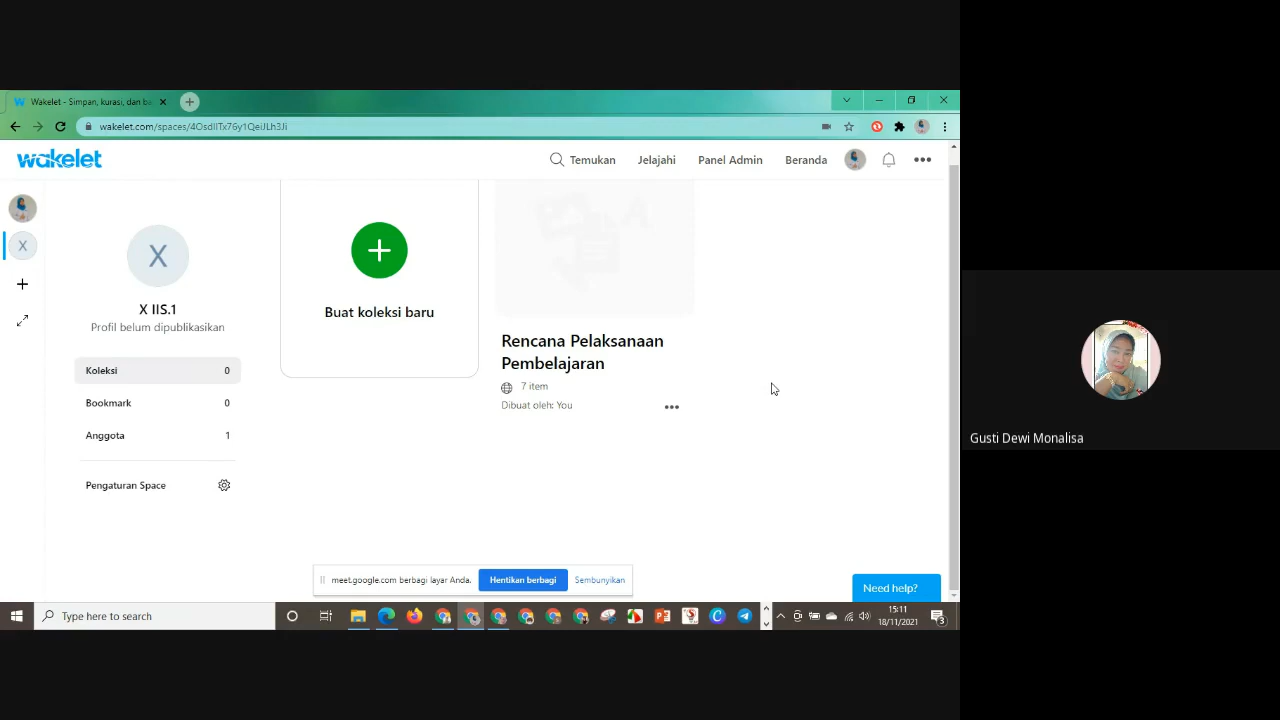 Wakelet - Simpan, kurasi, dan ba
wakelet.com/spaces/4OsdIlTx76y1QeiJLh3Ji
wakelet
Temukan
Jelajahi
Panel Admin
Beranda
X
X
X IIS.1
Profil belum dipublikasikan
Koleksi 0
Bookmark 0
Anggota 1
Pengaturan Space
Buat koleksi baru
Rencana Pelaksanaan
Pembelajaran
7 item
Dibuat oleh: You
Gusti Dewi Monalisa
meet.google.com berbagi layar Anda.
Hentikan berbagi
Sembunyikan
Need help?
Type here to search
15:11
18/11/2021
3